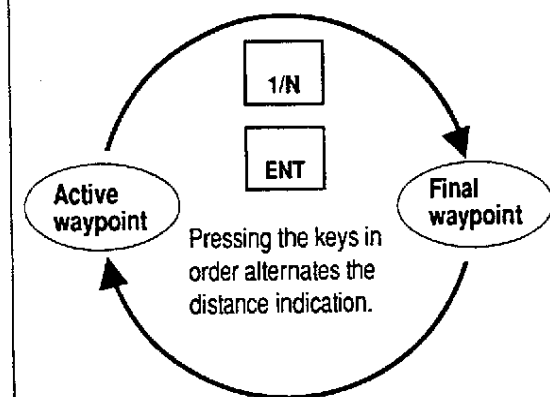 1/N
ENT
Active
waypoint
Final
waypoint
Pressing the keys in
order alternates the
distance indication.